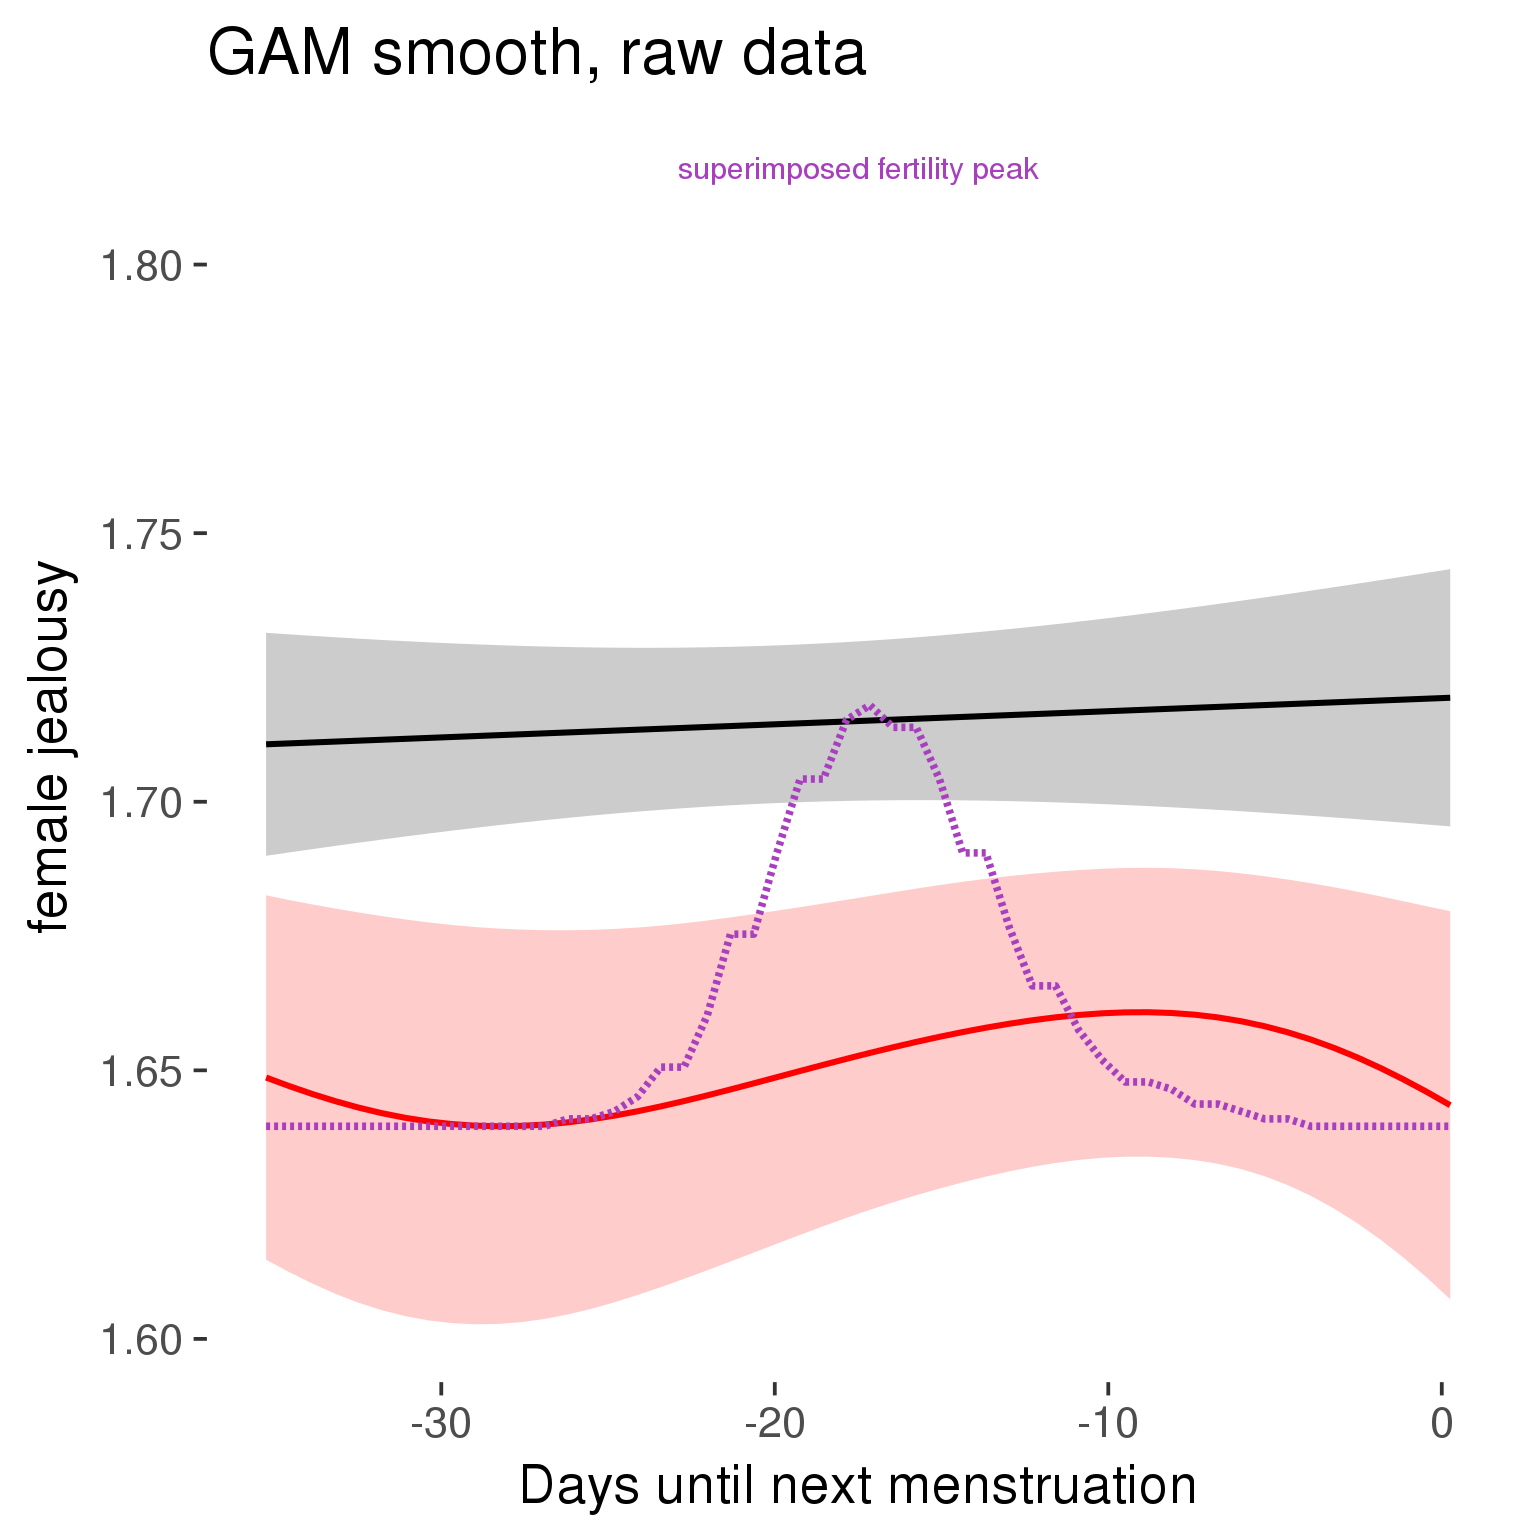 GAM smooth, raw data
superimposed fertility peak
1.80
1.75
1.70
1.65
1.60
female jealousy
-30 -20 -10 0
Days until next menstruation